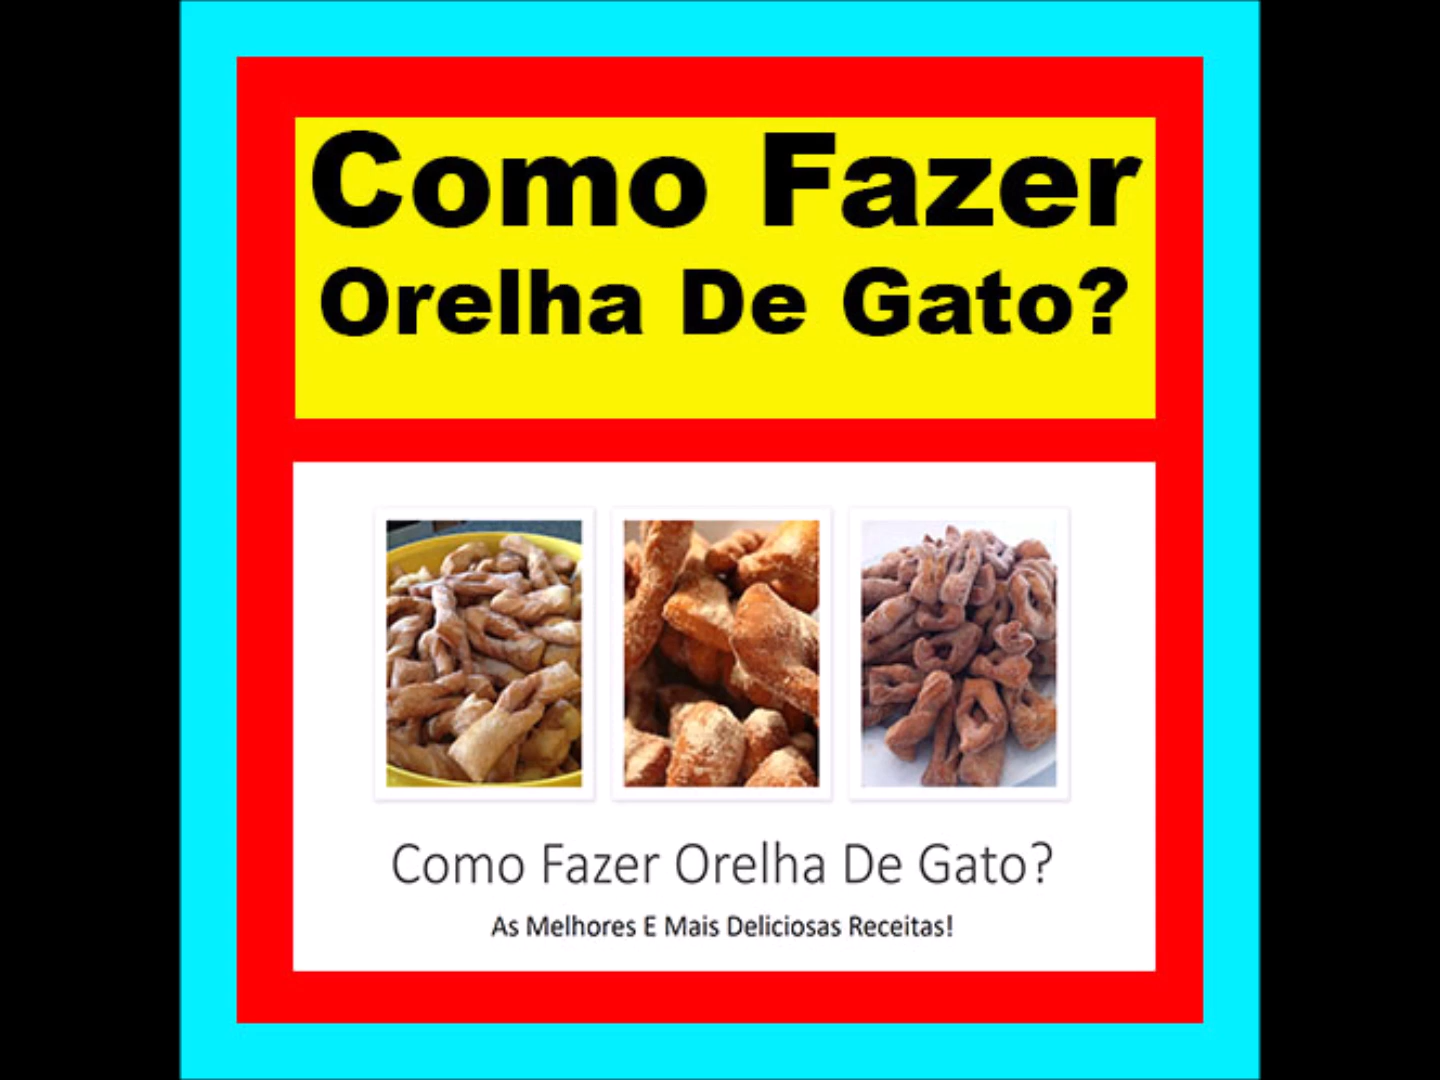 Como Fazer
Orelha De Gato?
Como Fazer Orelha De Gato?
As Melhores E Mais Deliciosas Receitas!